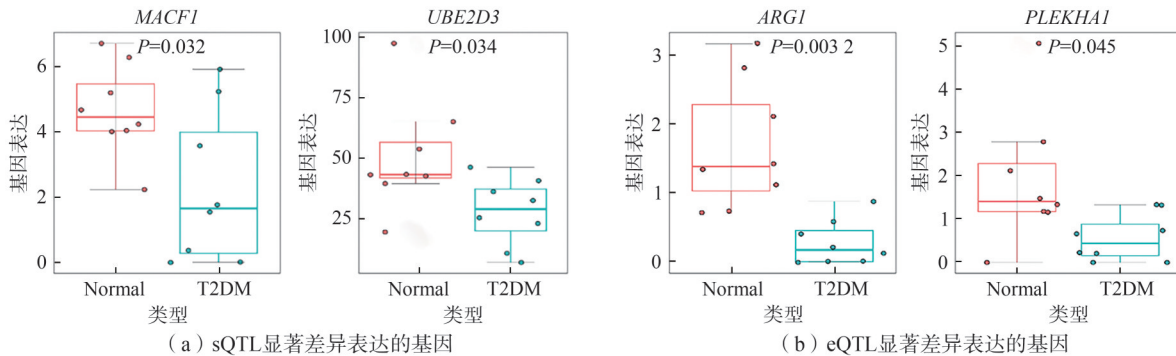 MACF1
P=0.032
6
4
2
0
基因表达
Normal
T2DM
类型
UBE2D3
P=0.034
100
75
50
25
基因表达
Normal
T2DM
类型
(a)sQTL显著差异表达的基因
ARG1
P=0.003 2
3
2
1
0
基因表达
Normal
T2DM
类型
PLEKHA1
P=0.045
5
4
3
2
1
0
基因表达
Normal
T2DM
类型
(b)eQTL显著差异表达的基因